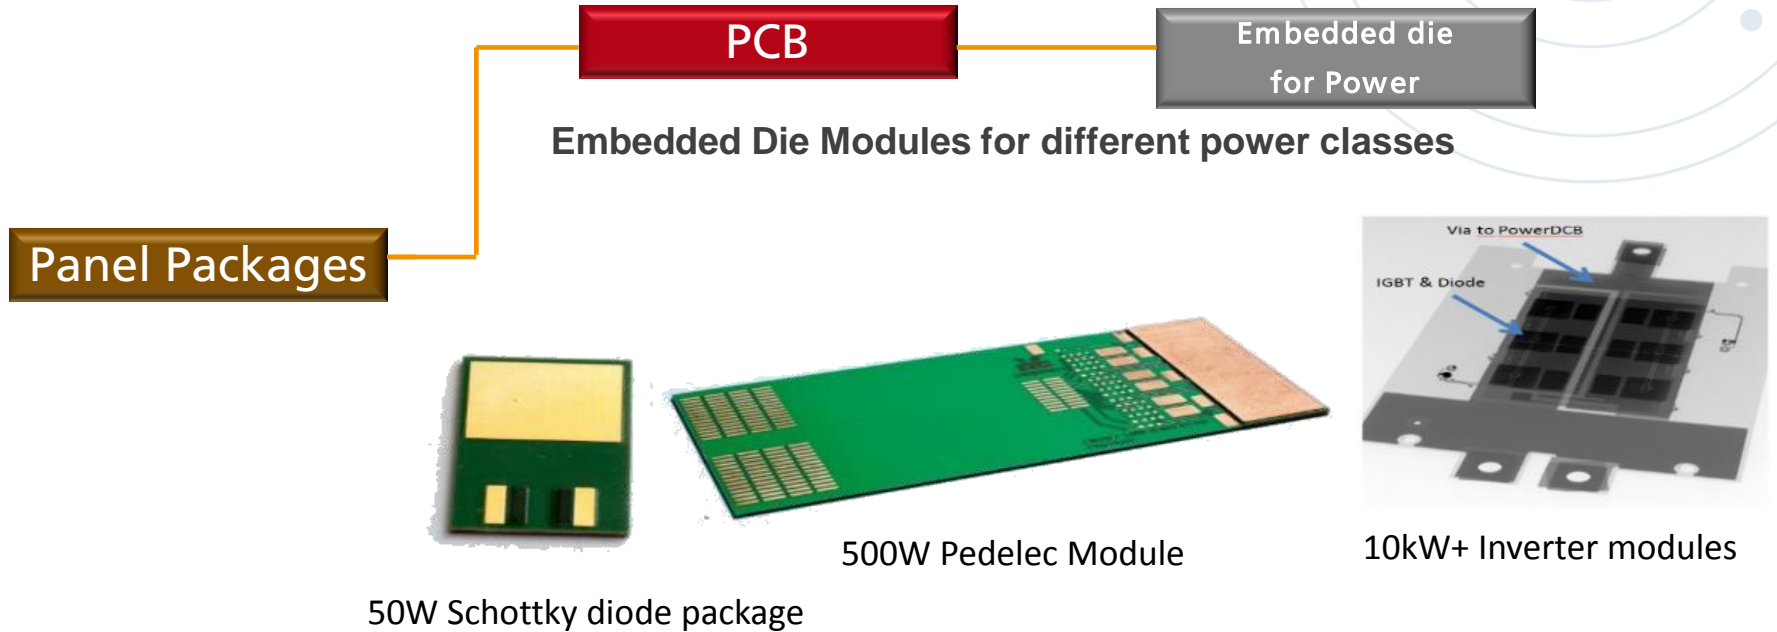 PCB
Embedded die
for Power
Embedded Die Modules for different power classes
Panel Packages
Via to PowerDCB
IGBT & Diode
500W Pedelec Module
10kW+ Inverter modules
50W Schottky diode package